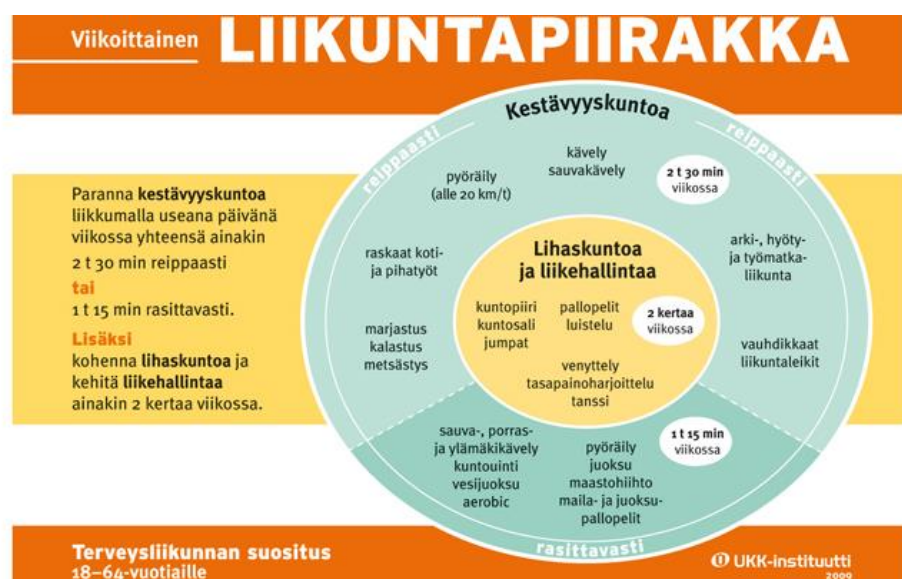 Viikoittainen LIIKUNTAPIIRAKKA
Paranna kestävyyskuntoa
liikkumalla useana päivänä
viikossa yhteensä ainakin
2 t 30 min reippaasti
tai
1 t 15 min rasittavasti.
Lisäksi
kohenna lihaskuntoa ja
kehitä liikehallintaa
ainakin 2 kertaa viikossa.
Kestävyyskuntoa
reippaasti
reippaasti
kävely
sauvakävely
2 t 30 min
viikossa
pyöräily
(alle 20 km/t)
raskaat koti-
ja pihatyöt
arki-, hyöty-
ja työmatka-
liikunta
marjastus
kalastus
metsästys
vauhdikkaat
liikuntaleikit
Lihaskuntoa
ja liikehallintaa
kuntopiiri
kuntosali
jumpat
pallopelit
luistelu
2 kertaa
viikossa
venyttely
tasapainoharjoittelu
tanssi
sauva-, porras-
ja ylämäkikävely
kuntouinti
vesijuoksu
aerobic
pyöräily
juoksu
maastohiihto
maila- ja juoksu-
pallopelit
1 t 15 min
viikossa
rasittavasti
Terveysliikunnan suositus
18–64-vuotiaille
UKK-instituutti
2009